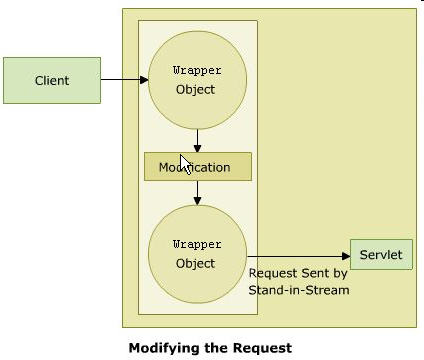 Client
Wrapper
Object
Modification
Wrapper
Object
Servlet
Request Sent by
Stand-in-Stream
Modifying the Request